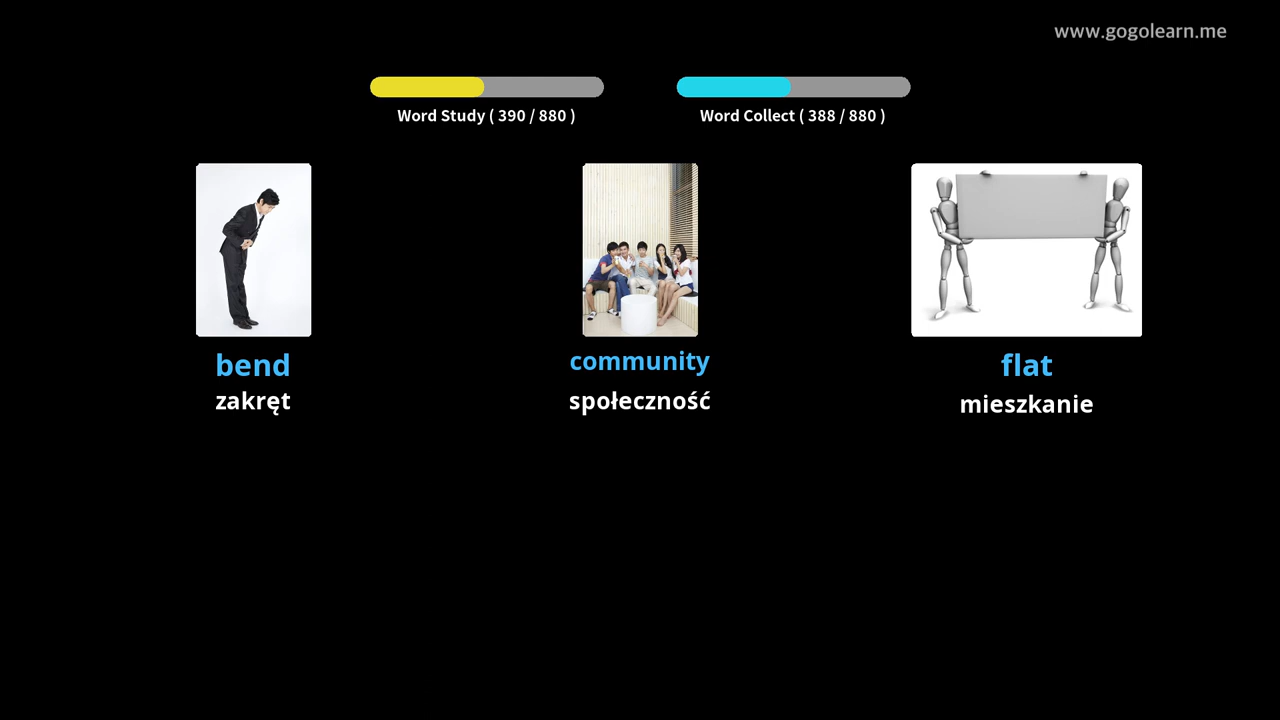 www.gogolearn.me
Word Study ( 390 / 880 )
Word Collect ( 388 / 880 )
bend
zakręt
community
społeczność
flat
mieszkanie